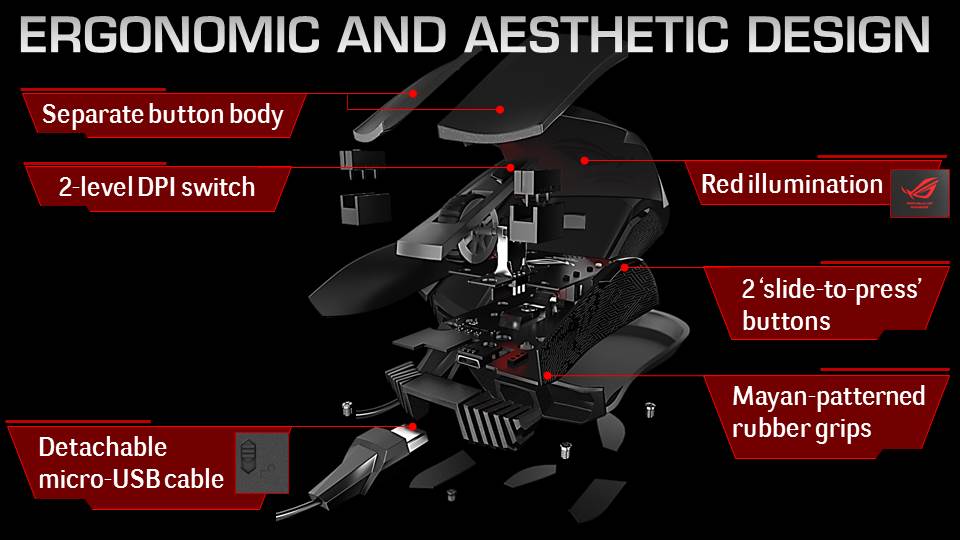 ERGONOMIC AND AESTHETIC DESIGN
Separate button body
2-level DPI switch
Red illumination
2 ‘slide-to-press’
buttons
Mayan-patterned
rubber grips
Detachable
micro-USB cable